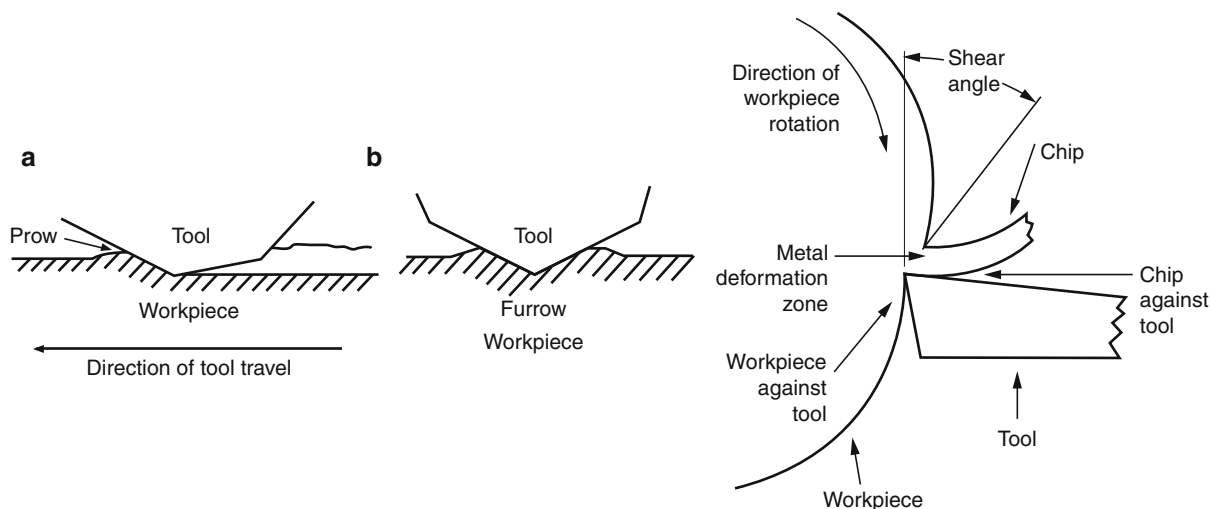 a
Prow
Tool
Workpiece
Direction of tool travel
b
Tool
Furrow
Workpiece
Direction of
workpiece
rotation
Shear
angle
Chip
Metal
deformation
zone
Chip
against
tool
Workpiece
against
tool
Tool
Workpiece